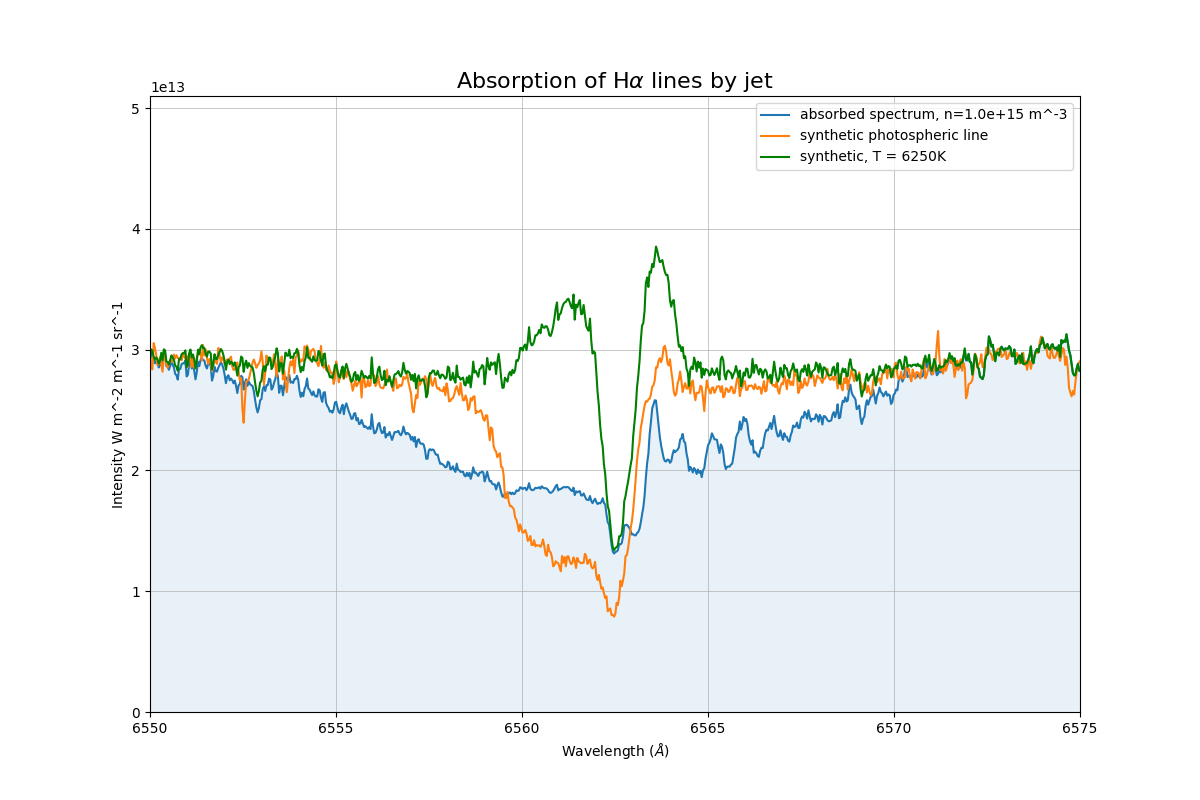 Absorption of Hα lines by jet
1e13
absorbed spectrum, n=1.0e+15 m^-3
synthetic photospheric line
synthetic, T = 6250K
5
4
3
2
1
0
Intensity W m^-2 m^-1 sr^-1
6550 6555 6560 6565 6570 6575
Wavelength (Å)